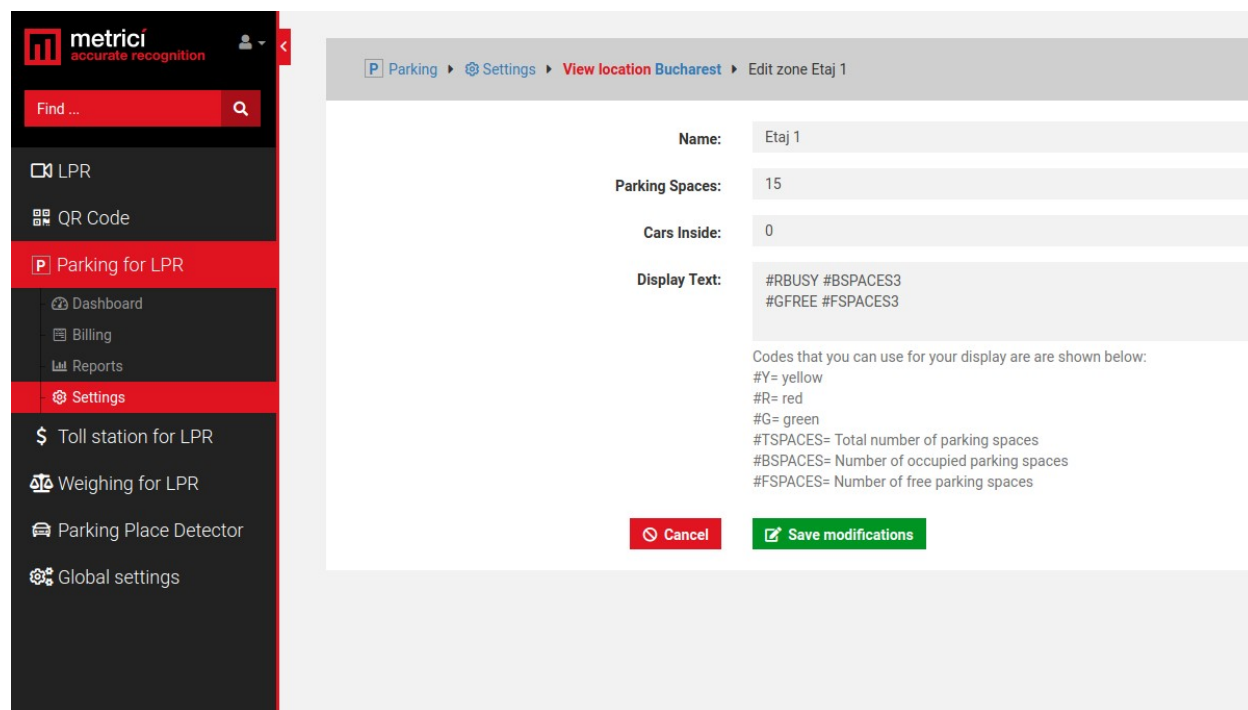 metrici
accurate recognition
Find ...
LPR
QR Code
P Parking for LPR
Dashboard
Billing
Reports
Settings
$ Toll station for LPR
Weighing for LPR
Parking Place Detector
Global settings
P Parking Settings View location Bucharest Edit zone Etaj 1
Name: Etaj 1
Parking Spaces: 15
Cars Inside: 0
Display Text: #RBUSY #BSPACES3
#GFREE #FSPACES3
Codes that you can use for your display are are shown below:
#Y= yellow
#R= red
#G= green
#TSPACES= Total number of parking spaces
#BSPACES= Number of occupied parking spaces
#FSPACES= Number of free parking spaces
Cancel Save modifications